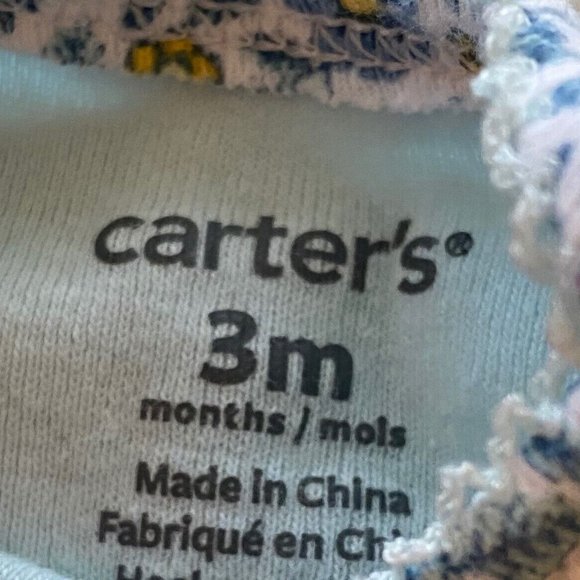 carter's®
3m
months / mois
Made in China
Fabriqué en